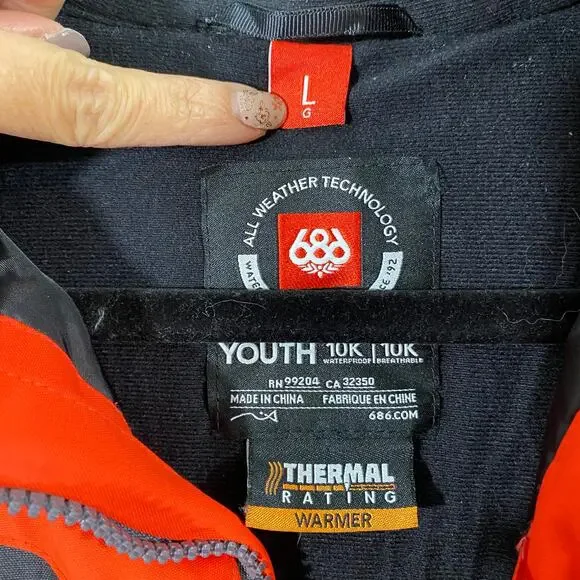 L
G
ALL WEATHER TECHNOLOGY
686
YOUTH 10K | 10K
WATERPROOF BREATHABLE
RN 99204 CA 32350
MADE IN CHINA FABRIQUE EN CHINE
686.COM
THERMAL
RATING
WARMER